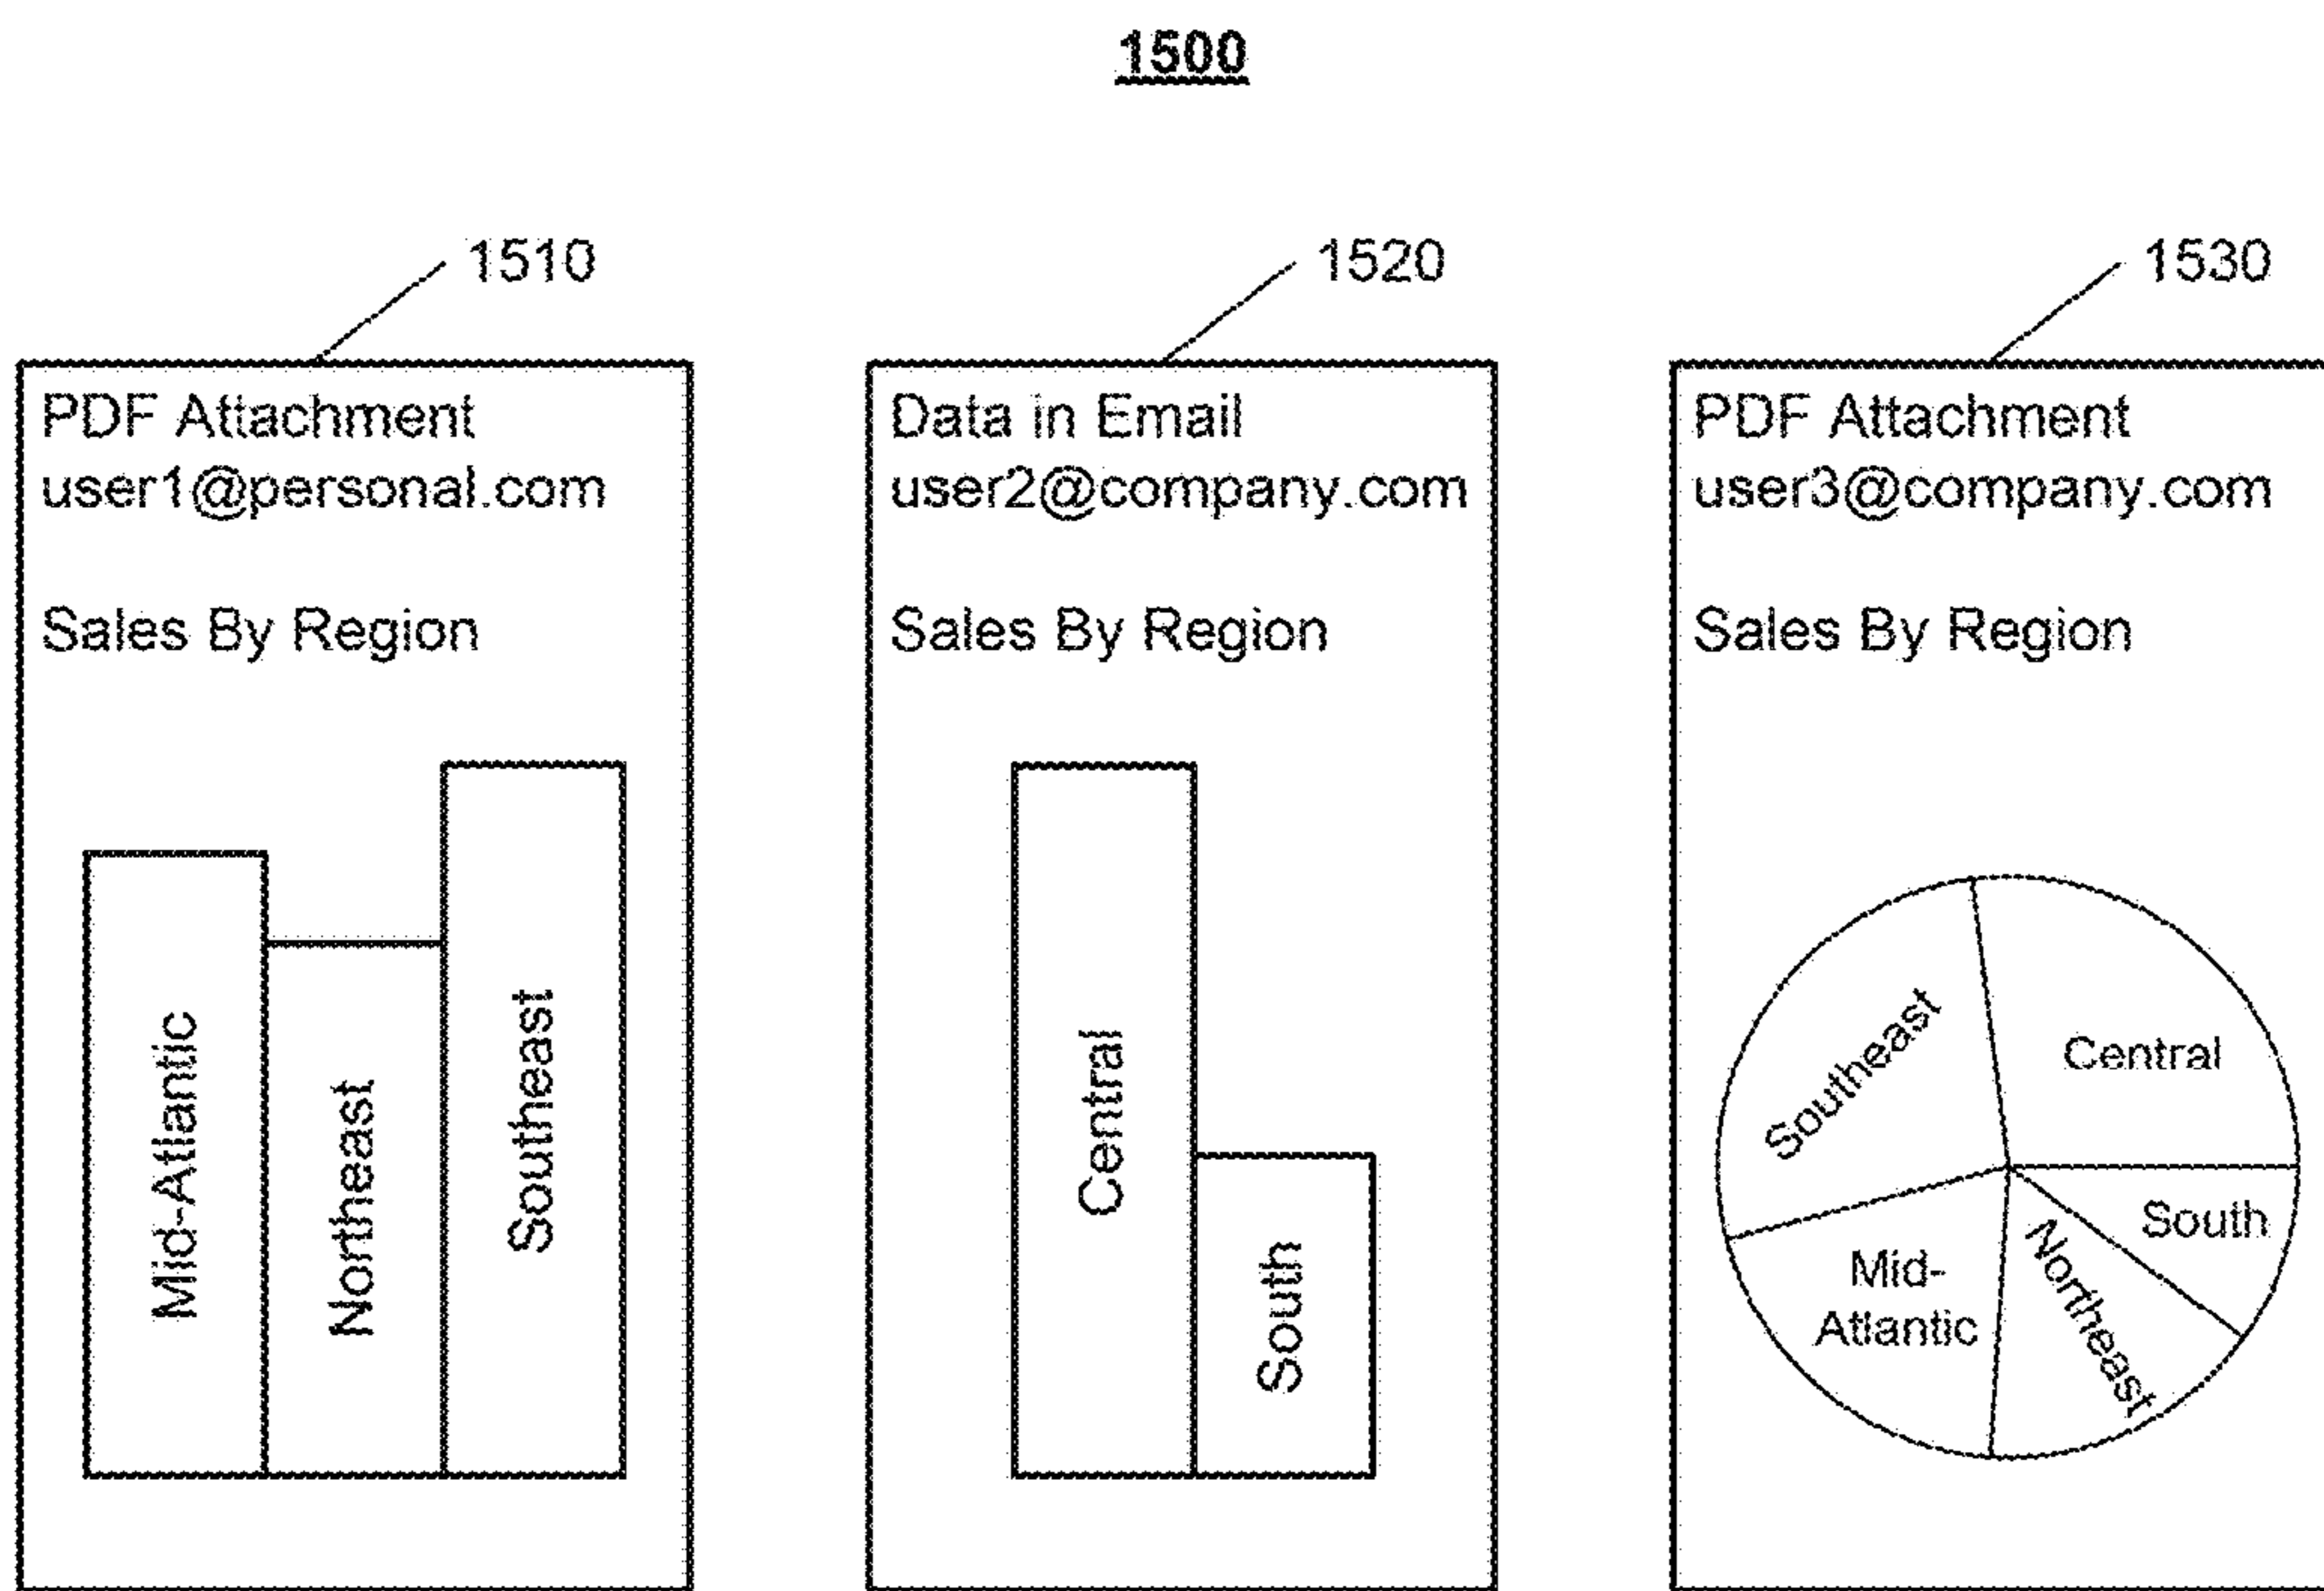 1500
1510
PDF Attachment
user1@personal.com
Sales By Region
Mid-Atlantic
Northeast
Southeast
1520
Data in Email
user2@company.com
Sales By Region
Central
South
1530
PDF Attachment
user3@company.com
Sales By Region
Southeast
Central
South
Mid-
Atlantic
Northeast